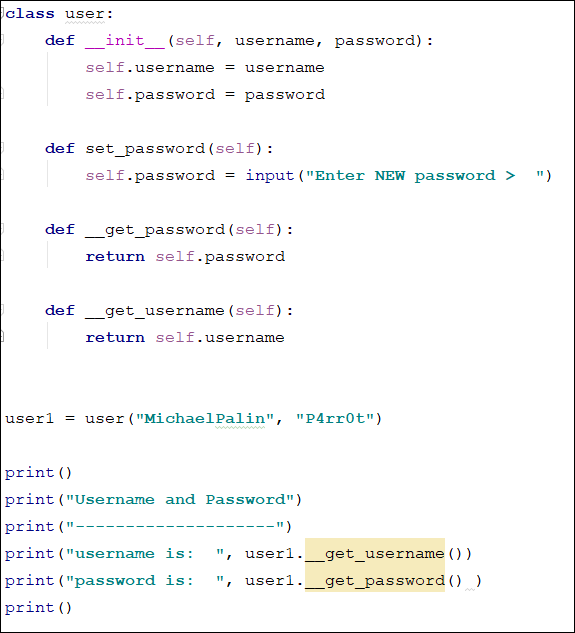 class user:
    def __init__(self, username, password):
        self.username = username
        self.password = password
    def set_password(self):
        self.password = input("Enter NEW password >  ")
    def __get_password(self):
        return self.password
    def __get_username(self):
        return self.username
user1 = user("MichaelPalin", "P4rr0t")
print()
print("Username and Password")
print("--------------------")
print("username is:  ", user1.__get_username())
print("password is:  ", user1.__get_password() )
print()